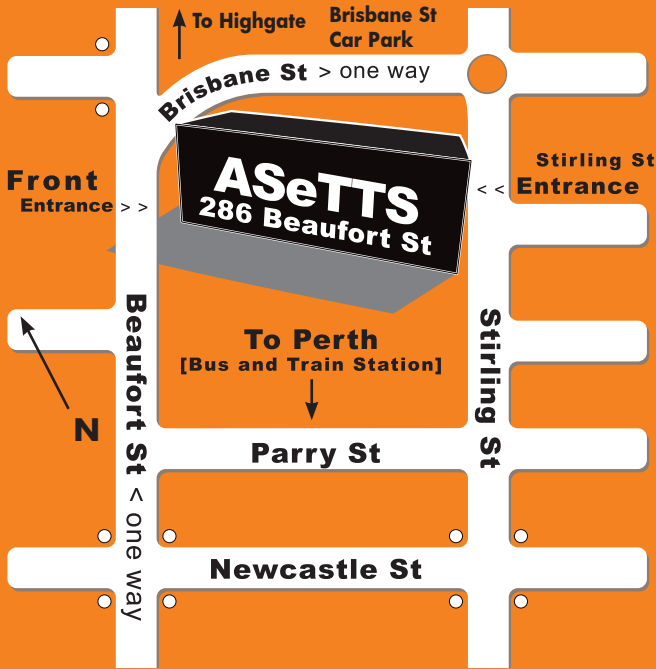 To Highgate
Brisbane St
Car Park
Brisbane St > one way
Stirling St
<< Entrance
Front
Entrance >>
ASeTTS
286 Beaufort St
Beaufort St < one way
Stirling St
To Perth
[Bus and Train Station]
N
Parry St
Newcastle St